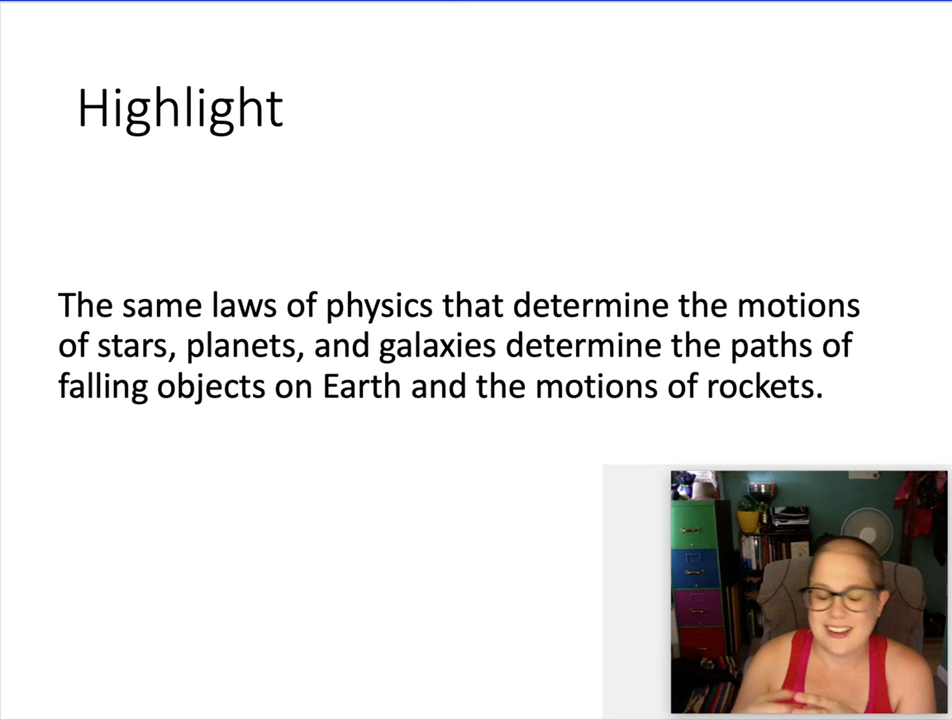 Highlight
The same laws of physics that determine the motions
of stars, planets, and galaxies determine the paths of
falling objects on Earth and the motions of rockets.